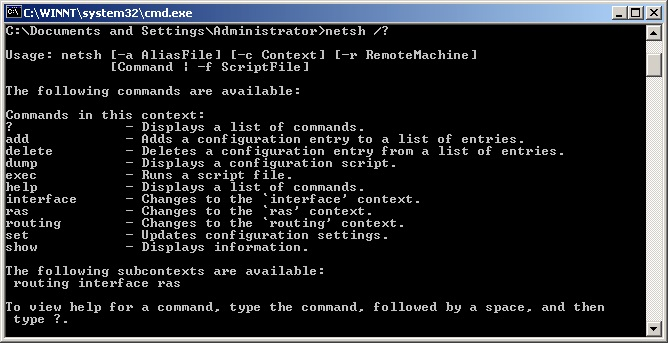 C:\WINNT\system32\cmd.exe
C:\Documents and Settings\Administrator>netsh /?
Usage: netsh [-a AliasFile] [-c Context] [-r RemoteMachine]
             [Command | -f ScriptFile]
The following commands are available:
Commands in this context:
?              - Displays a list of commands.
add            - Adds a configuration entry to a list of entries.
delete         - Deletes a configuration entry from a list of entries.
dump           - Displays a configuration script.
exec           - Runs a script file.
help           - Displays a list of commands.
interface      - Changes to the `interface' context.
ras            - Changes to the `ras' context.
routing        - Changes to the `routing' context.
set            - Updates configuration settings.
show           - Displays information.
The following subcontexts are available:
 routing interface ras
To view help for a command, type the command, followed by a space, and then
 type ?.